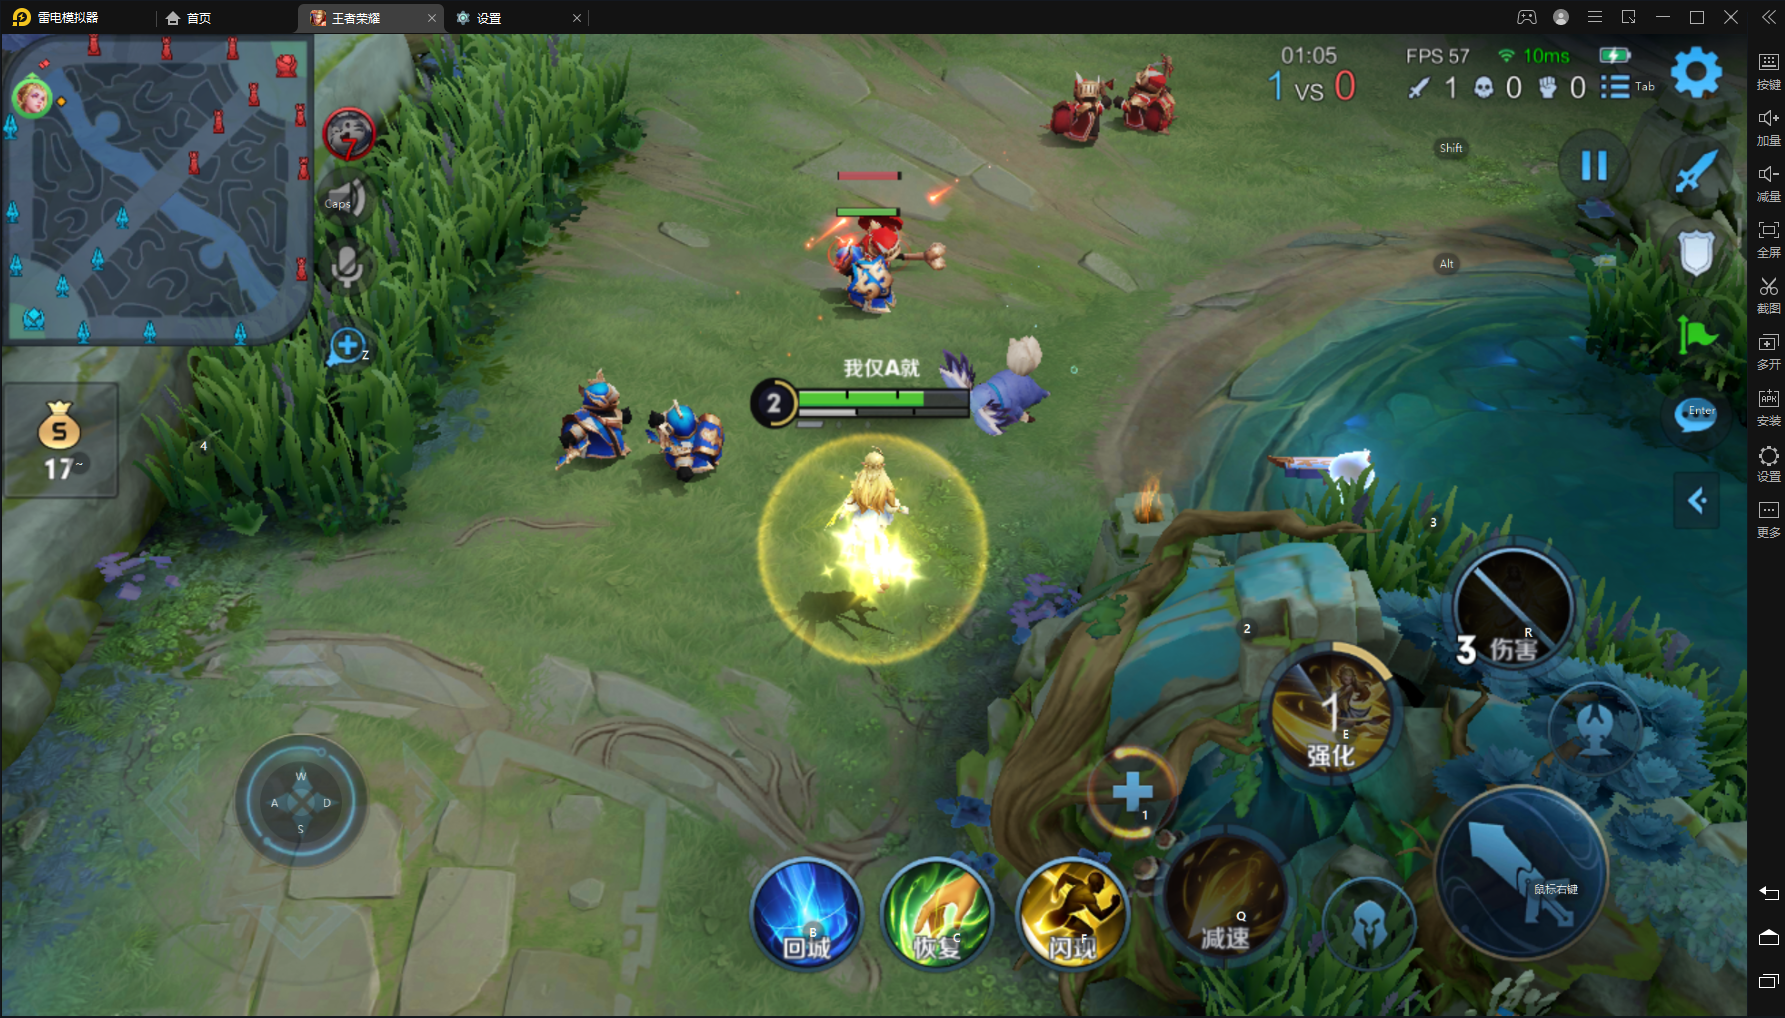 雷电模拟器
首页
王者荣耀
设置
01:05
1 VS 0
FPS 57
10ms
1
0
0
Tab
按键
加量
减量
全屏
截图
多开
安装
设置
更多
7
Caps
Shift
Alt
Z
Enter
我仅A就
2
S
17
~
4
3
2
R
3
伤害
1
E
强化
1
W
A
D
S
B
回城
C
恢复
F
闪现
Q
减速
鼠标右键
APK